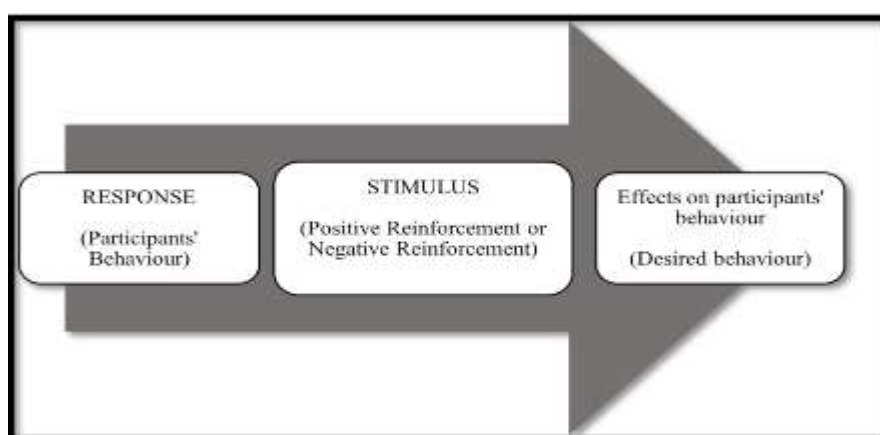 RESPONSE
(Participants'
Behaviour)
STIMULUS
(Positive Reinforcement or
Negative Reinforcement)
Effects on participants'
behaviour
(Desired behaviour)